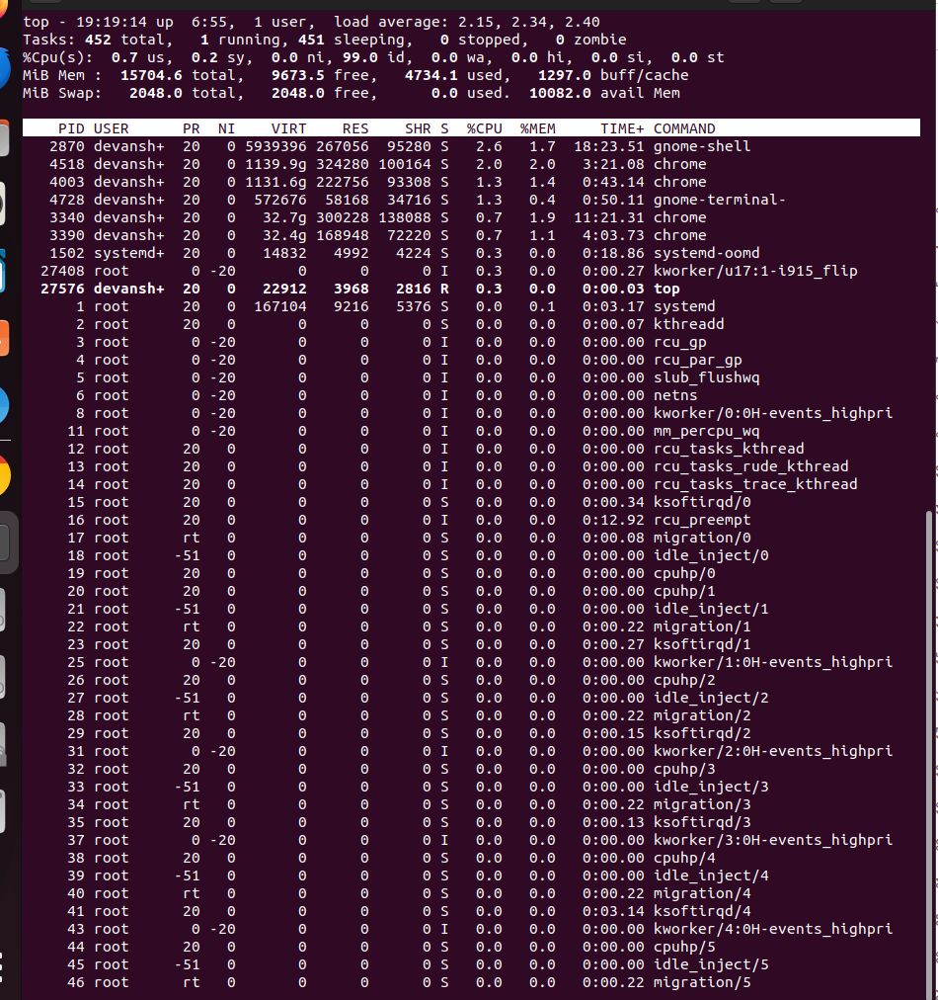 top - 19:19:14 up  6:55,  1 user,  load average: 2.15, 2.34, 2.40
Tasks: 452 total,   1 running, 451 sleeping,   0 stopped,   0 zombie
%Cpu(s):  0.7 us,  0.2 sy,  0.0 ni, 99.0 id,  0.0 wa,  0.0 hi,  0.0 si,  0.0 st
MiB Mem :  15704.6 total,   9673.5 free,   4734.1 used,   1297.0 buff/cache
MiB Swap:   2048.0 total,   2048.0 free,      0.0 used.  10082.0 avail Mem
PID USER      PR  NI    VIRT    RES    SHR S  %CPU  %MEM     TIME+ COMMAND
2870 devansh+  20   0 5939396 267056  95280 S   2.6   1.7  18:23.51 gnome-shell
4518 devansh+  20   0 1139.9g 324280 100164 S   2.0   2.0   3:21.08 chrome
4003 devansh+  20   0 1131.6g 222756  93308 S   1.3   1.4   0:43.14 chrome
4728 devansh+  20   0  572676  58168  34716 S   1.3   0.4   0:50.11 gnome-terminal-
3340 devansh+  20   0   32.7g 300228 138088 S   0.7   1.9  11:21.31 chrome
3390 devansh+  20   0   32.4g 168948  72220 S   0.7   1.1   4:03.73 chrome
1502 systemd+  20   0   14832   4992   4224 S   0.3   0.0   0:18.86 systemd-oomd
27408 root       0 -20       0      0      0 I   0.3   0.0   0:00.27 kworker/u17:1-i915_flip
27576 devansh+  20   0   22912   3968   2816 R   0.3   0.0   0:00.03 top
1 root      20   0  167104   9216   5376 S   0.0   0.1   0:03.17 systemd
2 root      20   0       0      0      0 S   0.0   0.0   0:00.07 kthreadd
3 root       0 -20       0      0      0 I   0.0   0.0   0:00.00 rcu_gp
4 root       0 -20       0      0      0 I   0.0   0.0   0:00.00 rcu_par_gp
5 root       0 -20       0      0      0 I   0.0   0.0   0:00.00 slub_flushwq
6 root       0 -20       0      0      0 I   0.0   0.0   0:00.00 netns
8 root       0 -20       0      0      0 I   0.0   0.0   0:00.00 kworker/0:0H-events_highpri
11 root       0 -20       0      0      0 I   0.0   0.0   0:00.00 mm_percpu_wq
12 root      20   0       0      0      0 I   0.0   0.0   0:00.00 rcu_tasks_kthread
13 root      20   0       0      0      0 I   0.0   0.0   0:00.00 rcu_tasks_rude_kthread
14 root      20   0       0      0      0 I   0.0   0.0   0:00.00 rcu_tasks_trace_kthread
15 root      20   0       0      0      0 S   0.0   0.0   0:00.34 ksoftirqd/0
16 root      20   0       0      0      0 I   0.0   0.0   0:12.92 rcu_preempt
17 root      rt   0       0      0      0 S   0.0   0.0   0:00.08 migration/0
18 root     -51   0       0      0      0 S   0.0   0.0   0:00.00 idle_inject/0
19 root      20   0       0      0      0 S   0.0   0.0   0:00.00 cpuhp/0
20 root      20   0       0      0      0 S   0.0   0.0   0:00.00 cpuhp/1
21 root     -51   0       0      0      0 S   0.0   0.0   0:00.00 idle_inject/1
22 root      rt   0       0      0      0 S   0.0   0.0   0:00.22 migration/1
23 root      20   0       0      0      0 S   0.0   0.0   0:00.27 ksoftirqd/1
25 root       0 -20       0      0      0 I   0.0   0.0   0:00.00 kworker/1:0H-events_highpri
26 root      20   0       0      0      0 S   0.0   0.0   0:00.00 cpuhp/2
27 root     -51   0       0      0      0 S   0.0   0.0   0:00.00 idle_inject/2
28 root      rt   0       0      0      0 S   0.0   0.0   0:00.22 migration/2
29 root      20   0       0      0      0 S   0.0   0.0   0:00.15 ksoftirqd/2
31 root       0 -20       0      0      0 I   0.0   0.0   0:00.00 kworker/2:0H-events_highpri
32 root      20   0       0      0      0 S   0.0   0.0   0:00.00 cpuhp/3
33 root     -51   0       0      0      0 S   0.0   0.0   0:00.00 idle_inject/3
34 root      rt   0       0      0      0 S   0.0   0.0   0:00.22 migration/3
35 root      20   0       0      0      0 S   0.0   0.0   0:00.13 ksoftirqd/3
37 root       0 -20       0      0      0 I   0.0   0.0   0:00.00 kworker/3:0H-events_highpri
38 root      20   0       0      0      0 S   0.0   0.0   0:00.00 cpuhp/4
39 root     -51   0       0      0      0 S   0.0   0.0   0:00.00 idle_inject/4
40 root      rt   0       0      0      0 S   0.0   0.0   0:00.22 migration/4
41 root      20   0       0      0      0 S   0.0   0.0   0:03.14 ksoftirqd/4
43 root       0 -20       0      0      0 I   0.0   0.0   0:00.00 kworker/4:0H-events_highpri
44 root      20   0       0      0      0 S   0.0   0.0   0:00.00 cpuhp/5
45 root     -51   0       0      0      0 S   0.0   0.0   0:00.00 idle_inject/5
46 root      rt   0       0      0      0 S   0.0   0.0   0:00.22 migration/5